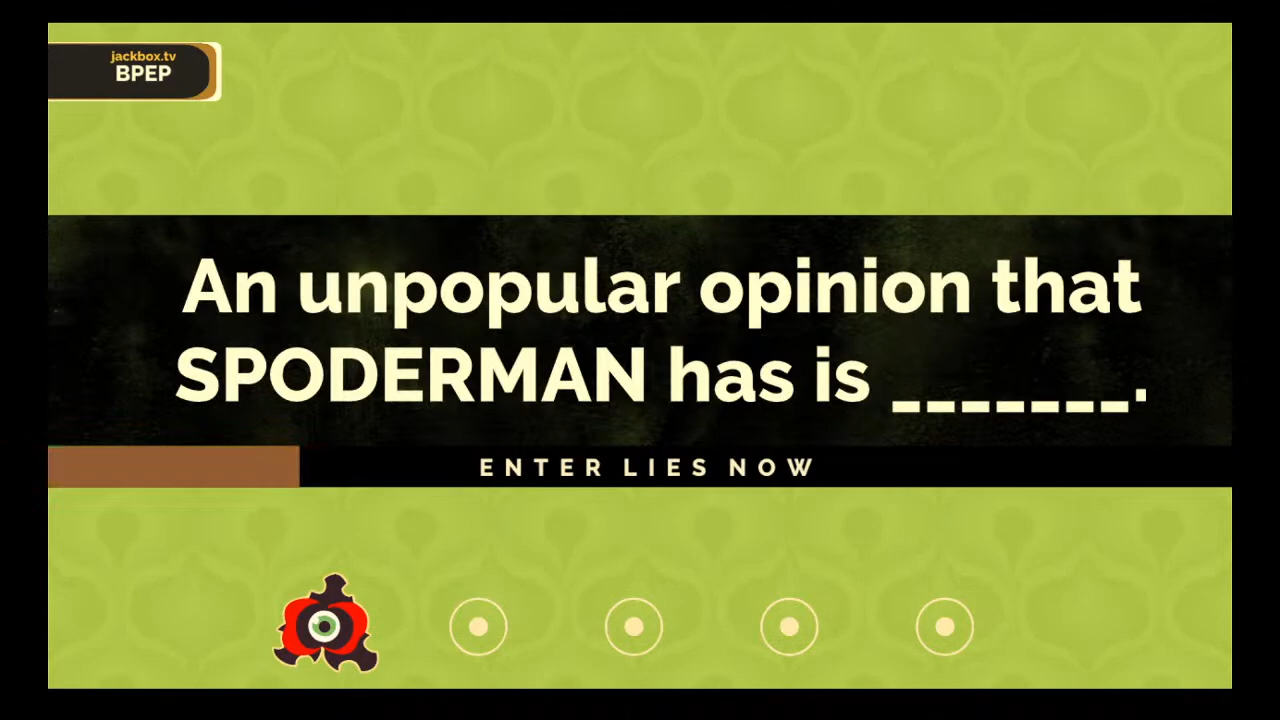 jackbox.tv
BPEP
An unpopular opinion that
SPODERMAN has is _______.
ENTER LIES NOW